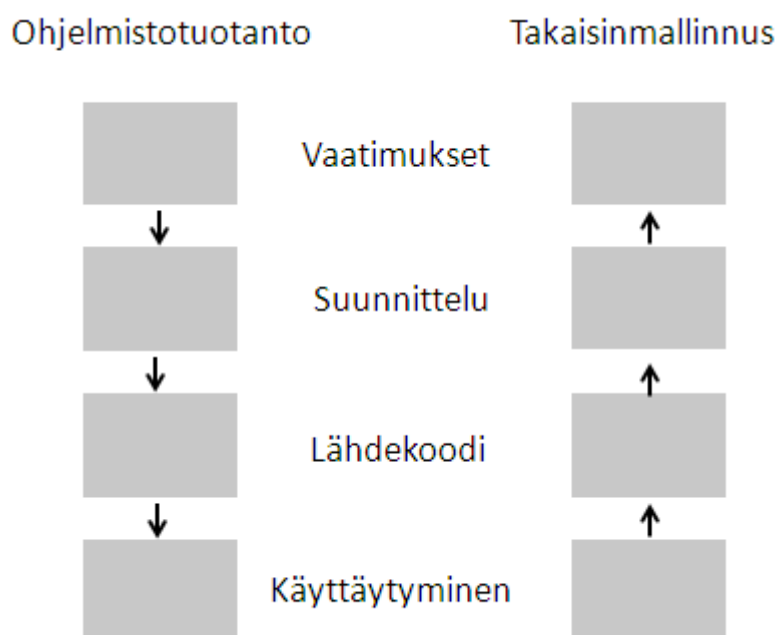 Ohjelmistotuotanto
Takaisinmallinnus
Vaatimukset
Suunnittelu
Lähdekoodi
Käyttäytyminen